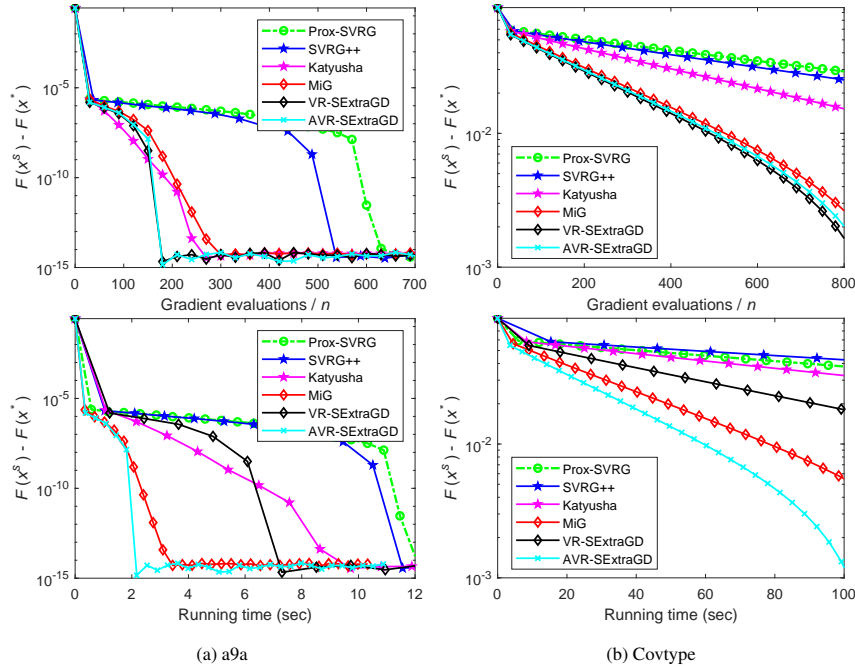 F (x^S) - F (x^*)
10^-5
10^-10
10^-15
Prox-SVRG
SVRG++
Katyusha
MiG
VR-SExtraGD
AVR-SExtraGD
0 100 200 300 400 500 600 700
Gradient evaluations / n
F (x^S) - F (x^*)
10^-2
10^-3
Prox-SVRG
SVRG++
Katyusha
MiG
VR-SExtraGD
AVR-SExtraGD
0 200 400 600 800
Gradient evaluations / n
F (x^S) - F (x^*)
10^-5
10^-10
10^-15
Prox-SVRG
SVRG++
Katyusha
MiG
VR-SExtraGD
AVR-SExtraGD
0 2 4 6 8 10 12
Running time (sec)
F (x^S) - F (x^*)
10^-2
10^-3
Prox-SVRG
SVRG++
Katyusha
MiG
VR-SExtraGD
AVR-SExtraGD
0 20 40 60 80 100
Running time (sec)
(a) a9a
(b) Covtype